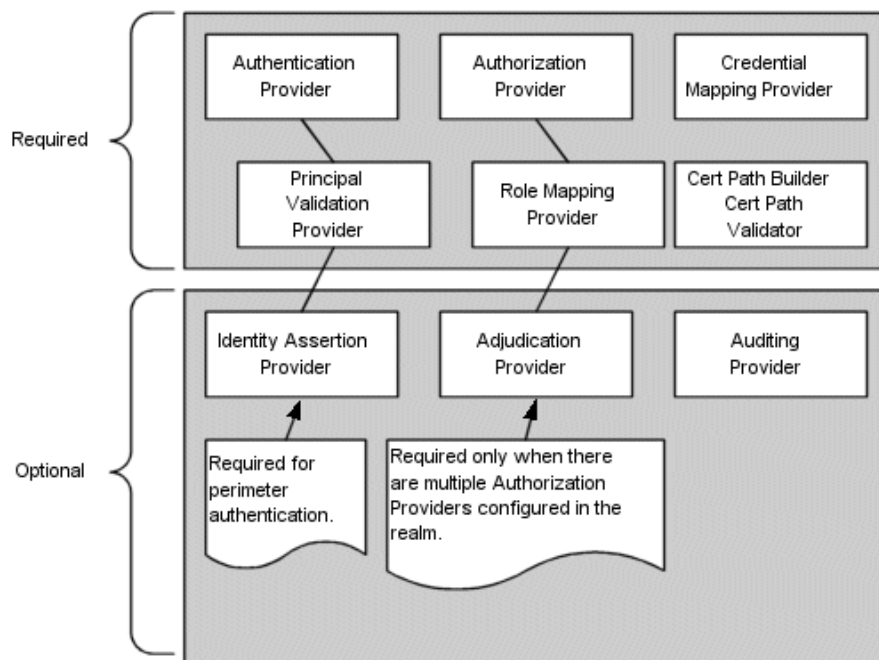 Authentication
Provider
Authorization
Provider
Credential
Mapping Provider
Required
Principal
Validation
Provider
Role Mapping
Provider
Cert Path Builder
Cert Path
Validator
Identity Assertion
Provider
Adjudication
Provider
Auditing
Provider
Optional
Required for
perimeter
authentication.
Required only when there
are multiple Authorization
Providers configured in the
realm.